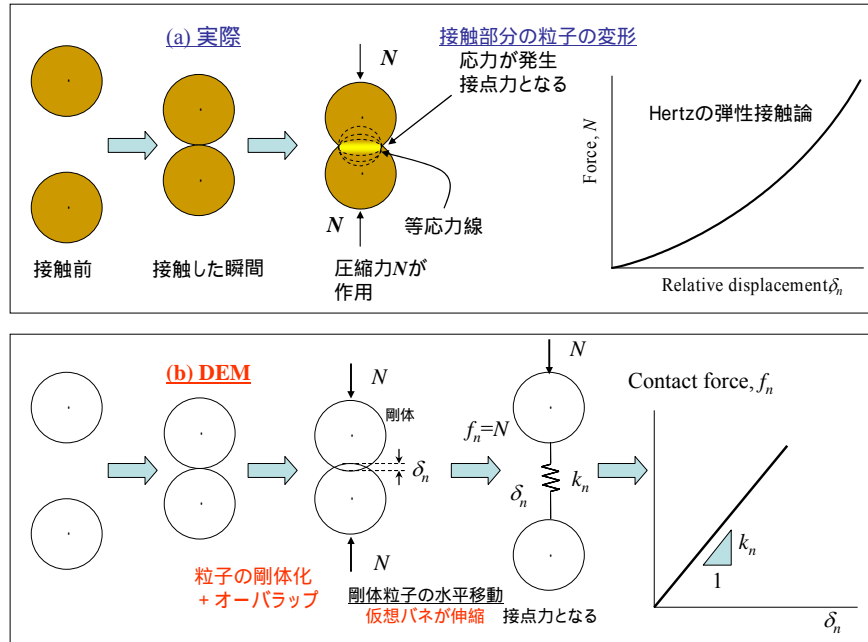 (a) 実際
接触部分の粒子の変形
応力が発生
接点力となる
N
Hertzの弾性接触論
Force, N
N
等応力線
接触前
接触した瞬間
圧縮力Nが
作用
Relative displacement,δn
(b) DEM
N
N
Contact force, fn
剛体
fn=N
δn
δn
kn
kn
1
N
粒子の剛体化
+ オーバラップ
剛体粒子の水平移動
仮想バネが伸縮
接点力となる
δn